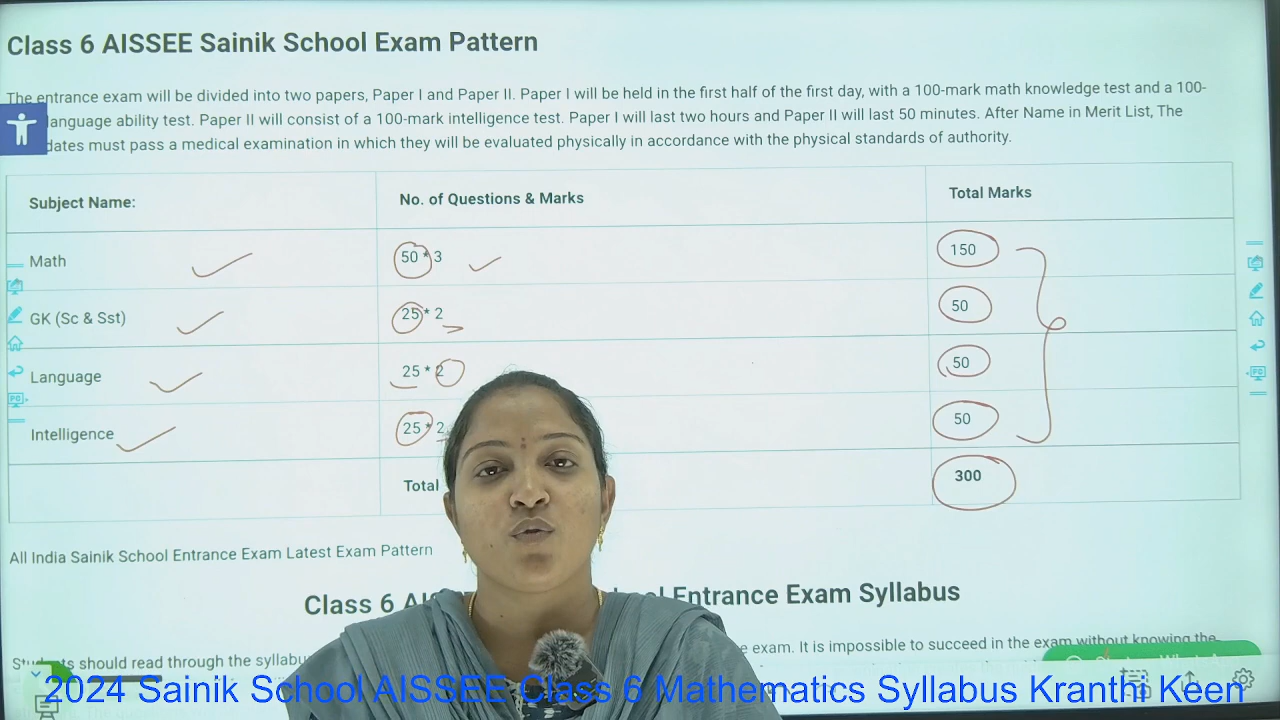 Class 6 AISSEE Sainik School Exam Pattern
The entrance exam will be divided into two papers, Paper I and Paper II. Paper I will be held in the first half of the first day, with a 100-mark math knowledge test and a 100-
language ability test. Paper II will consist of a 100-mark intelligence test. Paper I will last two hours and Paper II will last 50 minutes. After Name in Merit List, The
dates must pass a medical examination in which they will be evaluated physically in accordance with the physical standards of authority.
Subject Name: No. of Questions & Marks Total Marks
Math 50 * 3 150
GK (Sc & Sst) 25 * 2 50
Language 25 * 2 50
Intelligence 25 * 2 50
Total 300
All India Sainik School Entrance Exam Latest Exam Pattern
Class 6 Entrance Exam Syllabus
should read through the syllabu e exam. It is impossible to succeed in the exam without knowing the
2024 Sainik School AISSEE Class 6 Mathematics Syllabus Kranthi Keen